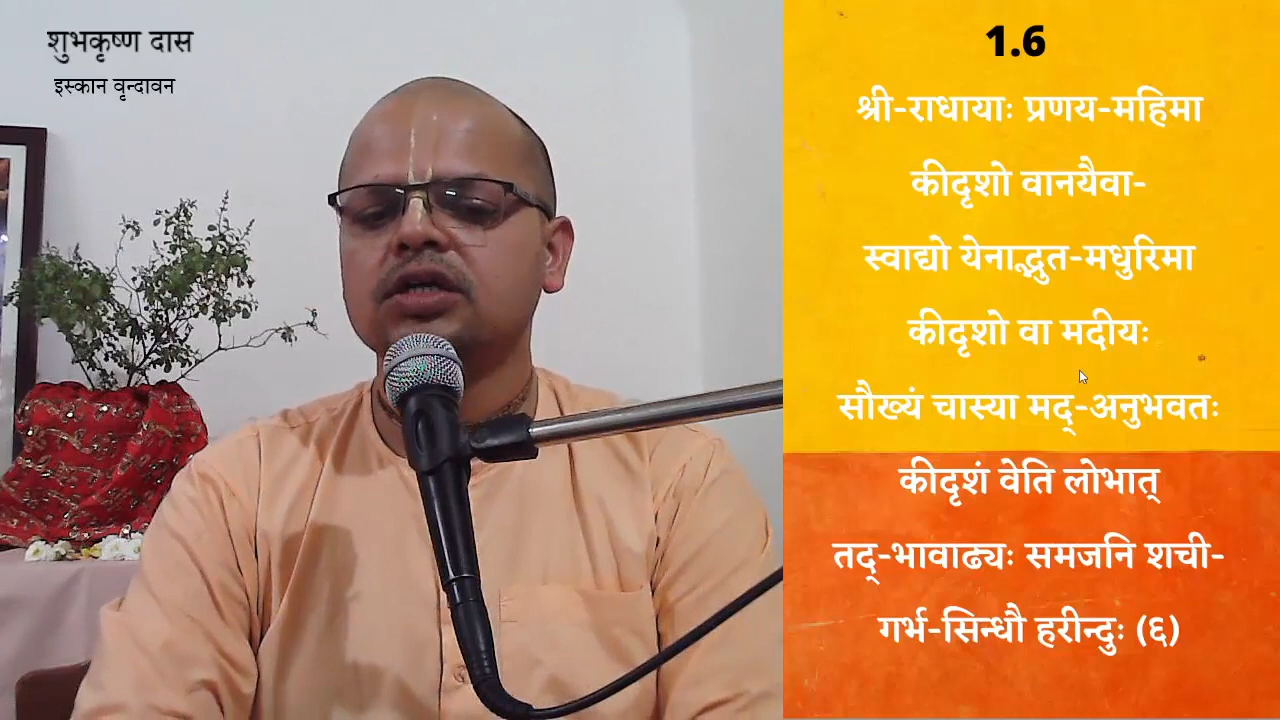 शुभकृष्ण दास
इस्कान वृन्दावन
1.6
श्री-राधायाः प्रणय-महिमा
कीदृशो वानयैवा-
स्वाद्यो येनाद्भुत-मधुरिमा
कीदृशो वा मदीयः
सौख्यं चास्या मद्-अनुभवतः
कीदृशं वेति लोभात्
तद्-भावाढ्यः समजनि शची-
गर्भ-सिन्धौ हरीन्दुः (६)